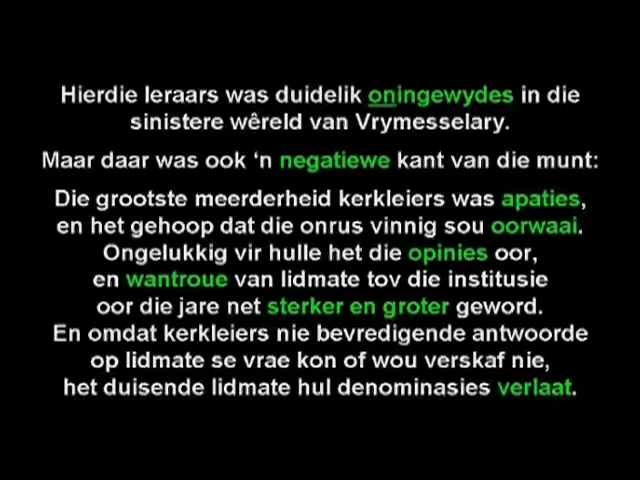 Hierdie leraars was duidelik oningewydes in die
sinistere wêreld van Vrymesselary.
Maar daar was ook ‘n negatiewe kant van die munt:
Die grootste meerderheid kerkleiers was apaties,
en het gehoop dat die onrus vinnig sou oorwaai.
Ongelukkig vir hulle het die opinies oor,
en wantroue van lidmate tov die institusie
oor die jare net sterker en groter geword.
En omdat kerkleiers nie bevredigende antwoorde
op lidmate se vrae kon of wou verskaf nie,
het duisende lidmate hul denominasies verlaat.